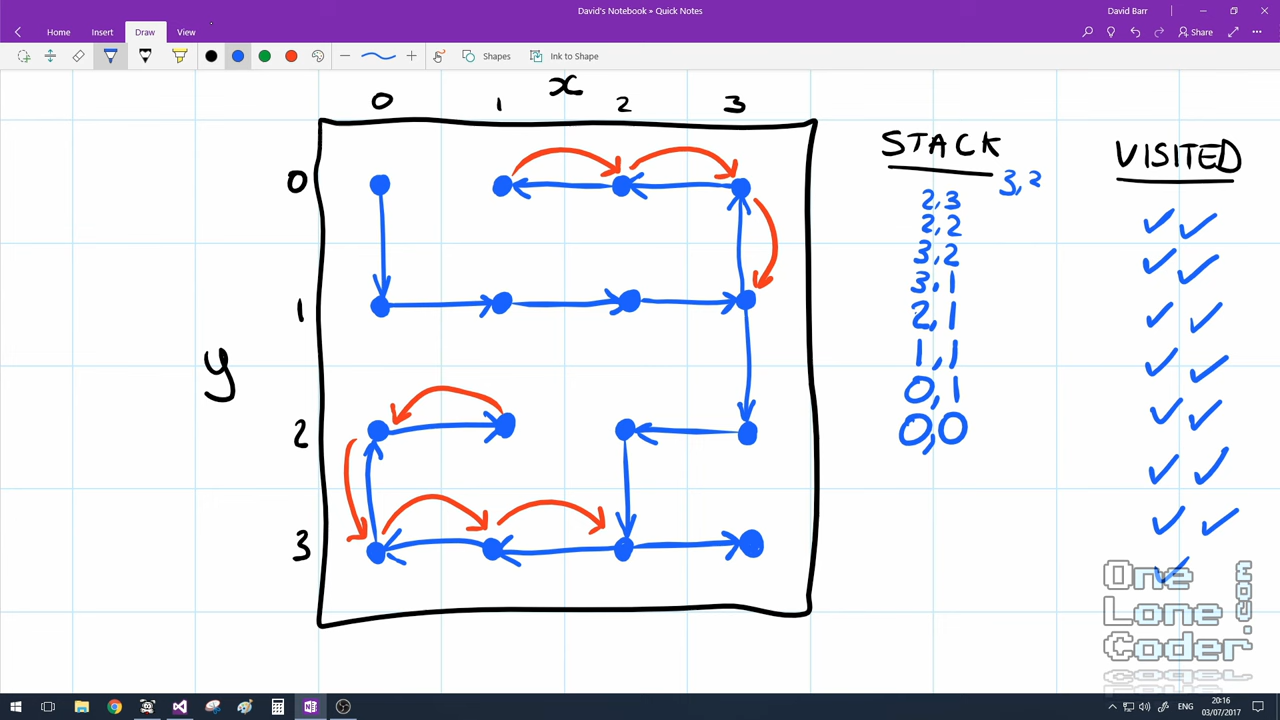 David's Notebook » Quick Notes
David Barr
Home Insert Draw View
Share
Shapes
Ink to Shape
x
0 1 2 3
STACK
VISITED
0
3,2
2,3
2,2
3,2
3,1
1
2,1
y
1,1
0,1
2
0,0
3
One
Lone
Coder
.com
ENG
20:16
03/07/2017